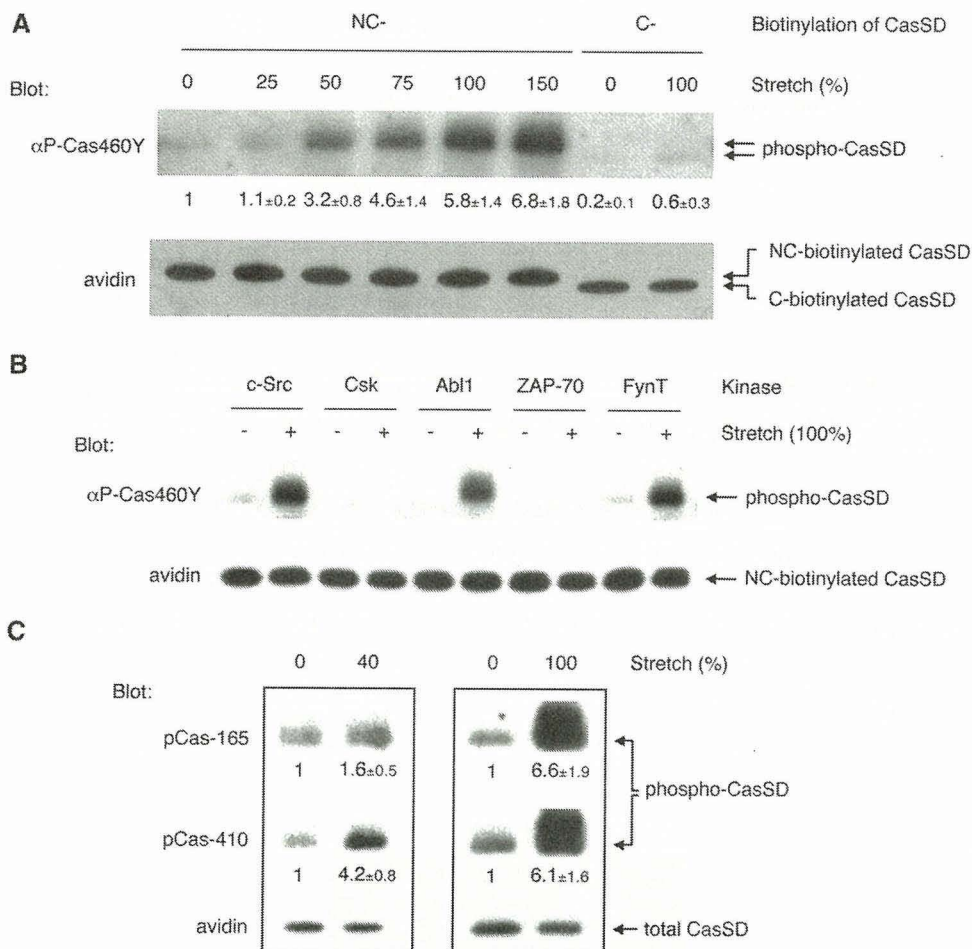 A
NC- C- Biotinylation of CasSD
Blot: 0 25 50 75 100 150 0 100 Stretch (%)
αP-Cas460Y phospho-CasSD
1 1.1±0.2 3.2±0.8 4.6±1.4 5.8±1.4 6.8±1.8 0.2±0.1 0.6±0.3
NC-biotinylated CasSD
avidin
C-biotinylated CasSD
B
c-Src Csk Abl1 ZAP-70 FynT Kinase
- + - + - + - + - + Stretch (100%)
Blot:
αP-Cas460Y phospho-CasSD
avidin NC-biotinylated CasSD
C
0 40 0 100 Stretch (%)
Blot:
pCas-165
1 1.6±0.5 1 6.6±1.9
phospho-CasSD
pCas-410
1 4.2±0.8 1 6.1±1.6
avidin total CasSD